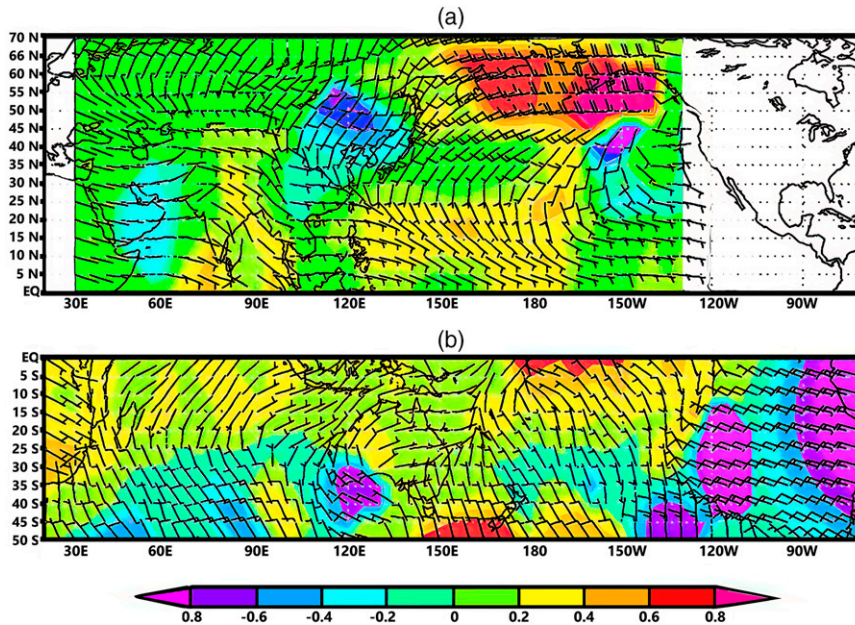 (a)
70 N
66 N
60 N
55 N
50 N
45 N
40 N
35 N
30 N
25 N
20 N
15 N
10 N
5 N
EQ
30E 60E 90E 120E 150E 180 150W 120W 90W
(b)
EQ
5 S
10 S
15 S
20 S
25 S
30 S
35 S
40 S
45 S
50 S
30E 60E 90E 120E 150E 180 150W 120W 90W
0.8 -0.6 -0.4 -0.2 0 0.2 0.4 0.6 0.8